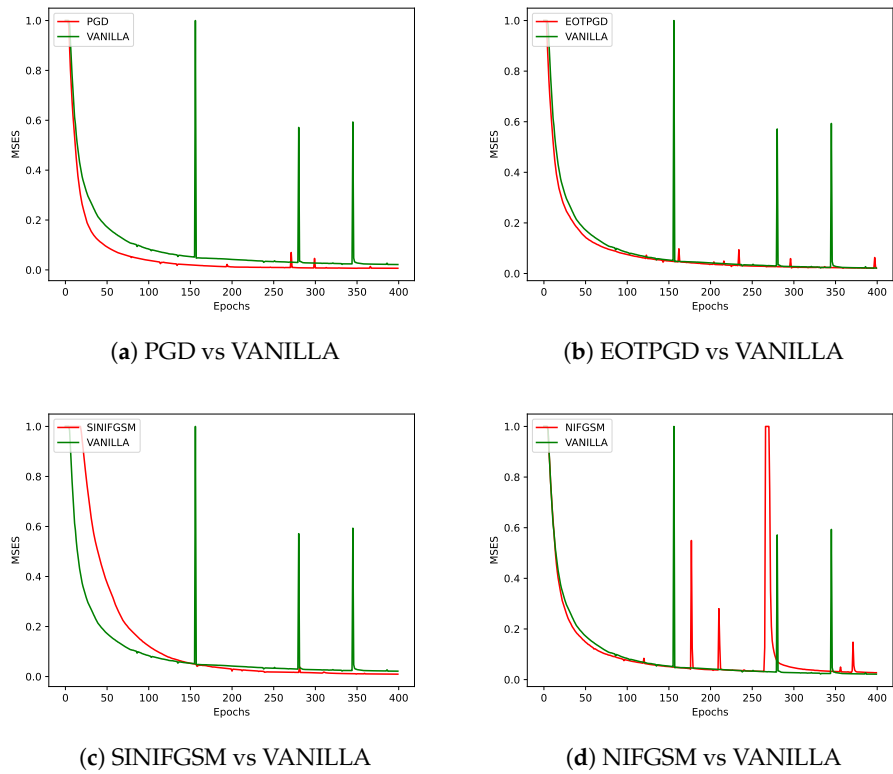 PGD
VANILLA
1.0
0.8
0.6
0.4
0.2
0.0
MSES
0 50 100 150 200 250 300 350 400
Epochs
(a) PGD vs VANILLA
EOTPGD
VANILLA
1.0
0.8
0.6
0.4
0.2
0.0
MSES
0 50 100 150 200 250 300 350 400
Epochs
(b) EOTPGD vs VANILLA
SINIFGSM
VANILLA
1.0
0.8
0.6
0.4
0.2
0.0
MSES
0 50 100 150 200 250 300 350 400
Epochs
(c) SINIFGSM vs VANILLA
NIFGSM
VANILLA
1.0
0.8
0.6
0.4
0.2
0.0
MSES
0 50 100 150 200 250 300 350 400
Epochs
(d) NIFGSM vs VANILLA